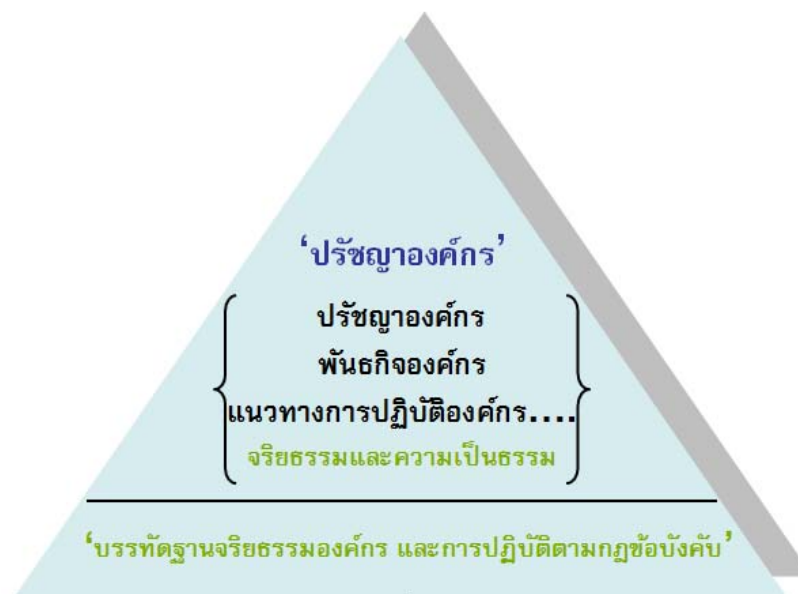 ‘ปรัชญาองค์กร’
ปรัชญาองค์กร
พันธกิจองค์กร
แนวทางการปฏิบัติองค์กร....
จริยธรรมและความเป็นธรรม
‘บรรทัดฐานจริยธรรมองค์กร และการปฏิบัติตามกฎข้อบังคับ’